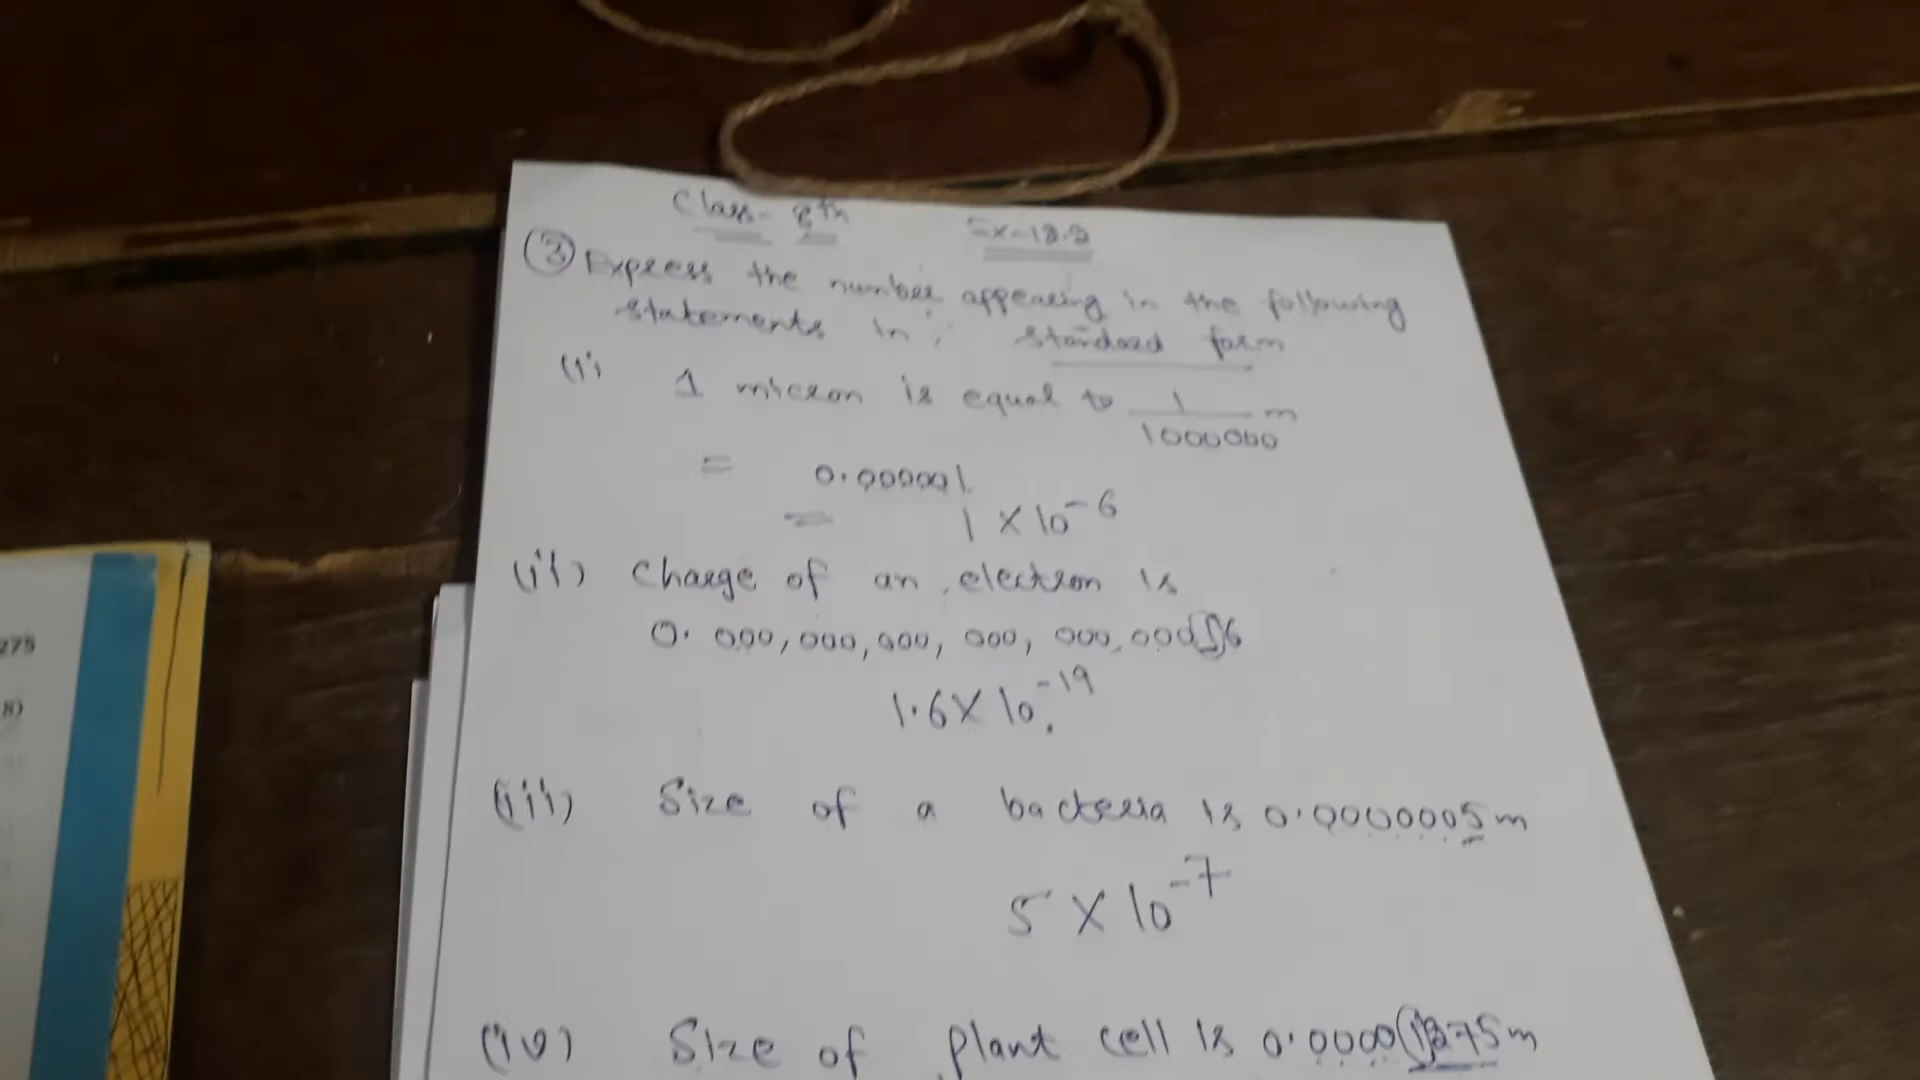 Class- 8th Ex-12.2
③ Express the number appearing in the following
statements in standard form
(i) 1 micron is equal to 1/1000000 m
= 0.000001
= 1 × 10⁻⁶
(ii) Charge of an electron is
0.000,000,000,000,000,00016
1.6 × 10⁻¹⁹
(iii) Size of a bacteria is 0.0000005 m
5 × 10⁻⁷
(iv) Size of plant cell is 0.00001275 m
275
8)